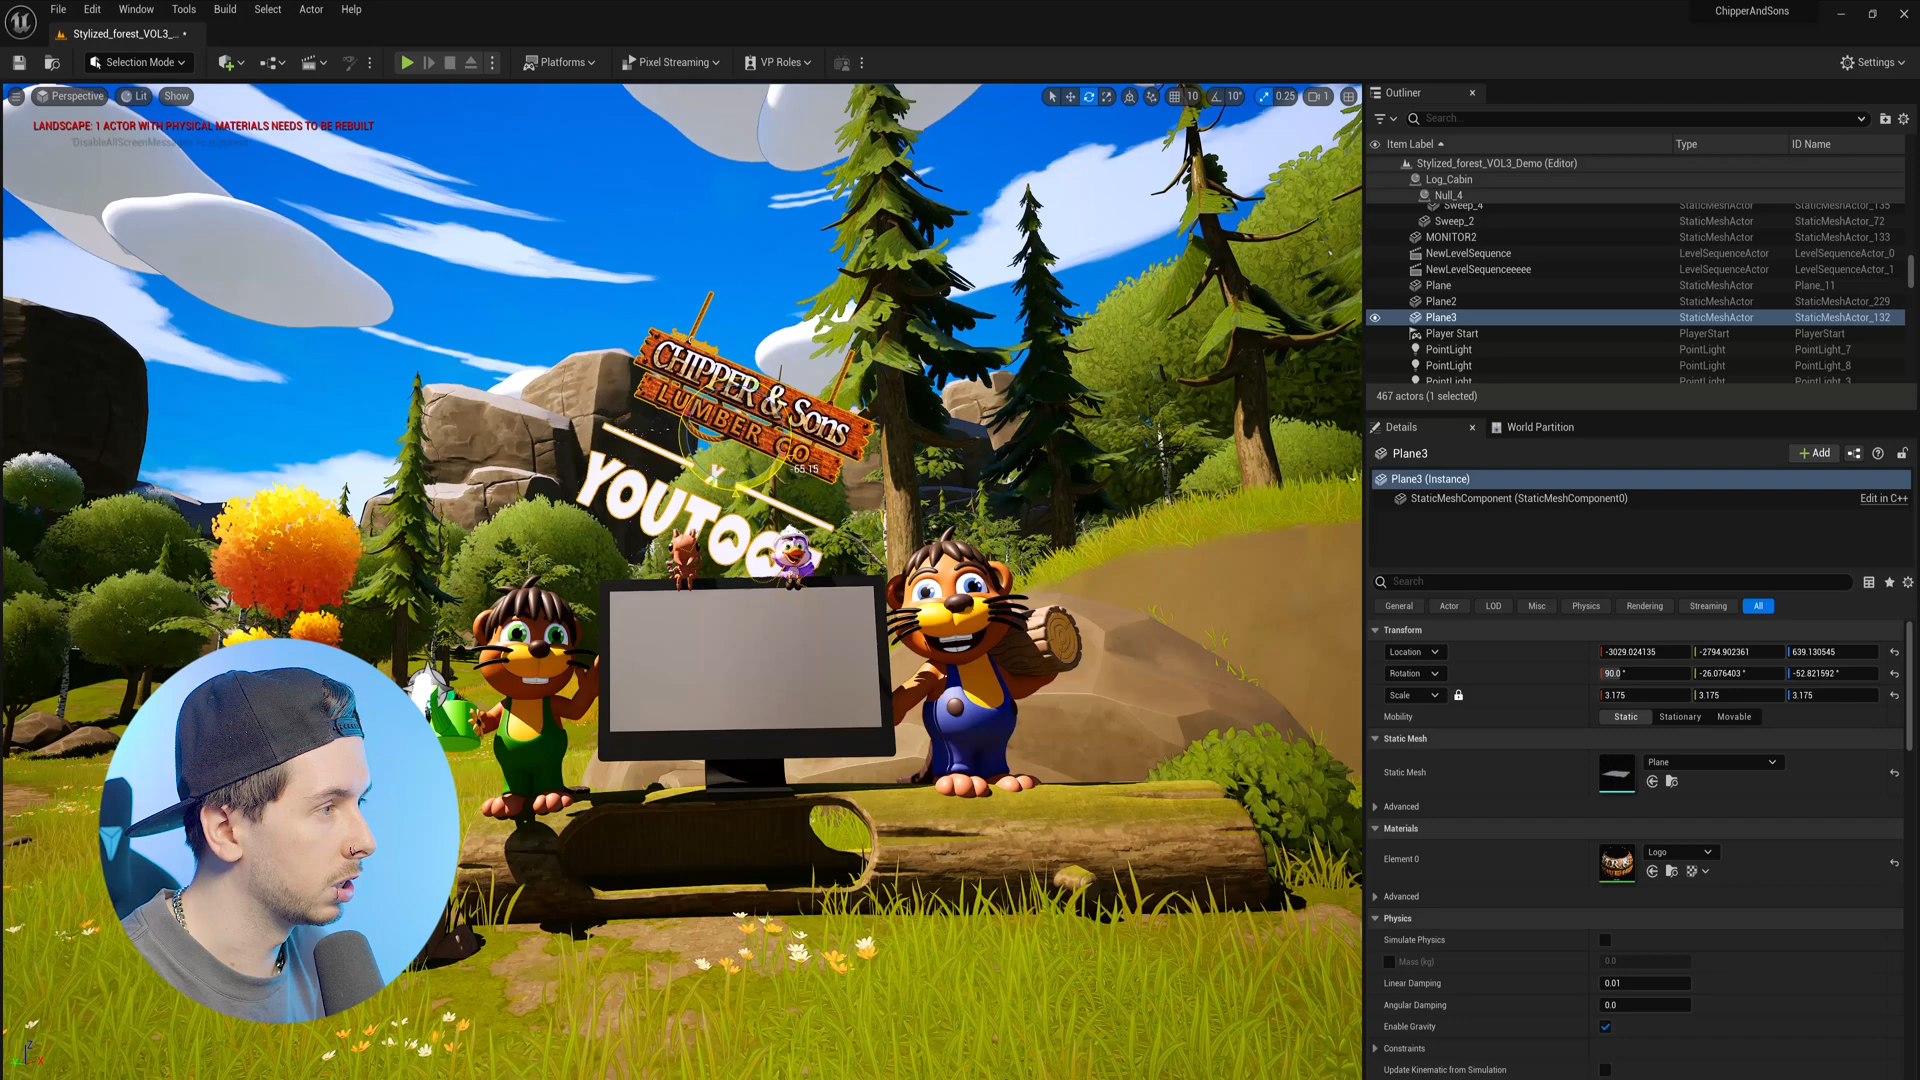 File Edit Window Tools Build Select Actor Help
ChipperAndSons
Stylized_forest_VOL3_... •
Selection Mode
Platforms
Pixel Streaming
VP Roles
Settings
Perspective
Lit
Show
10
10°
0.25
1
LANDSCAPE: 1 ACTOR WITH PHYSICAL MATERIALS NEEDS TO BE REBUILT
CHIPPER & SONS
LUMBER CO
65.15
X
Outliner
Search...
Item Label Type ID Name
Stylized_forest_VOL3_Demo (Editor)
Log_Cabin
Null_4
Sweep_4 StaticMeshActor StaticMeshActor_135
Sweep_2 StaticMeshActor StaticMeshActor_72
MONITOR2 StaticMeshActor StaticMeshActor_133
NewLevelSequence LevelSequenceActor LevelSequenceActor_0
NewLevelSequenceeeee LevelSequenceActor LevelSequenceActor_1
Plane StaticMeshActor Plane_11
Plane2 StaticMeshActor StaticMeshActor_229
Plane3 StaticMeshActor StaticMeshActor_132
Player Start PlayerStart PlayerStart
PointLight PointLight PointLight_7
PointLight PointLight PointLight_8
PointLight PointLight PointLight_3
467 actors (1 selected)
Details
World Partition
Plane3
Add
Plane3 (Instance)
StaticMeshComponent (StaticMeshComponent0) Edit in C++
Search
General Actor LOD Misc Physics Rendering Streaming All
Transform
Location -3029.024135 -2794.902361 639.130545
Rotation 90.0 ° -26.076403 ° -52.821592 °
Scale 3.175 3.175 3.175
Mobility Static Stationary Movable
Static Mesh
Static Mesh Plane
Advanced
Materials
Element 0 Logo
Advanced
Physics
Simulate Physics
Mass (kg) 0.0
Linear Damping 0.01
Angular Damping 0.0
Enable Gravity
Constraints
Update Kinematic from Simulation
Z
X